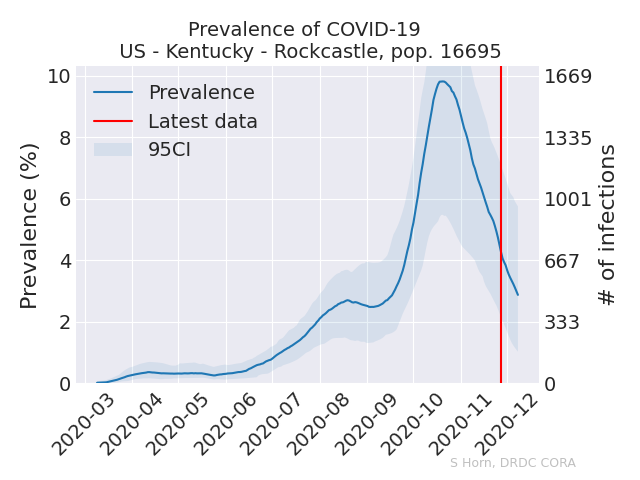 Prevalence of COVID-19
US - Kentucky - Rockcastle, pop. 16695
Prevalence (%)
10
8
6
4
2
0
Prevalence
Latest data
95CI
1669
1335
1001
667
333
0
# of infections
2020-03
2020-04
2020-05
2020-06
2020-07
2020-08
2020-09
2020-10
2020-11
2020-12
S Horn, DRDC CORA